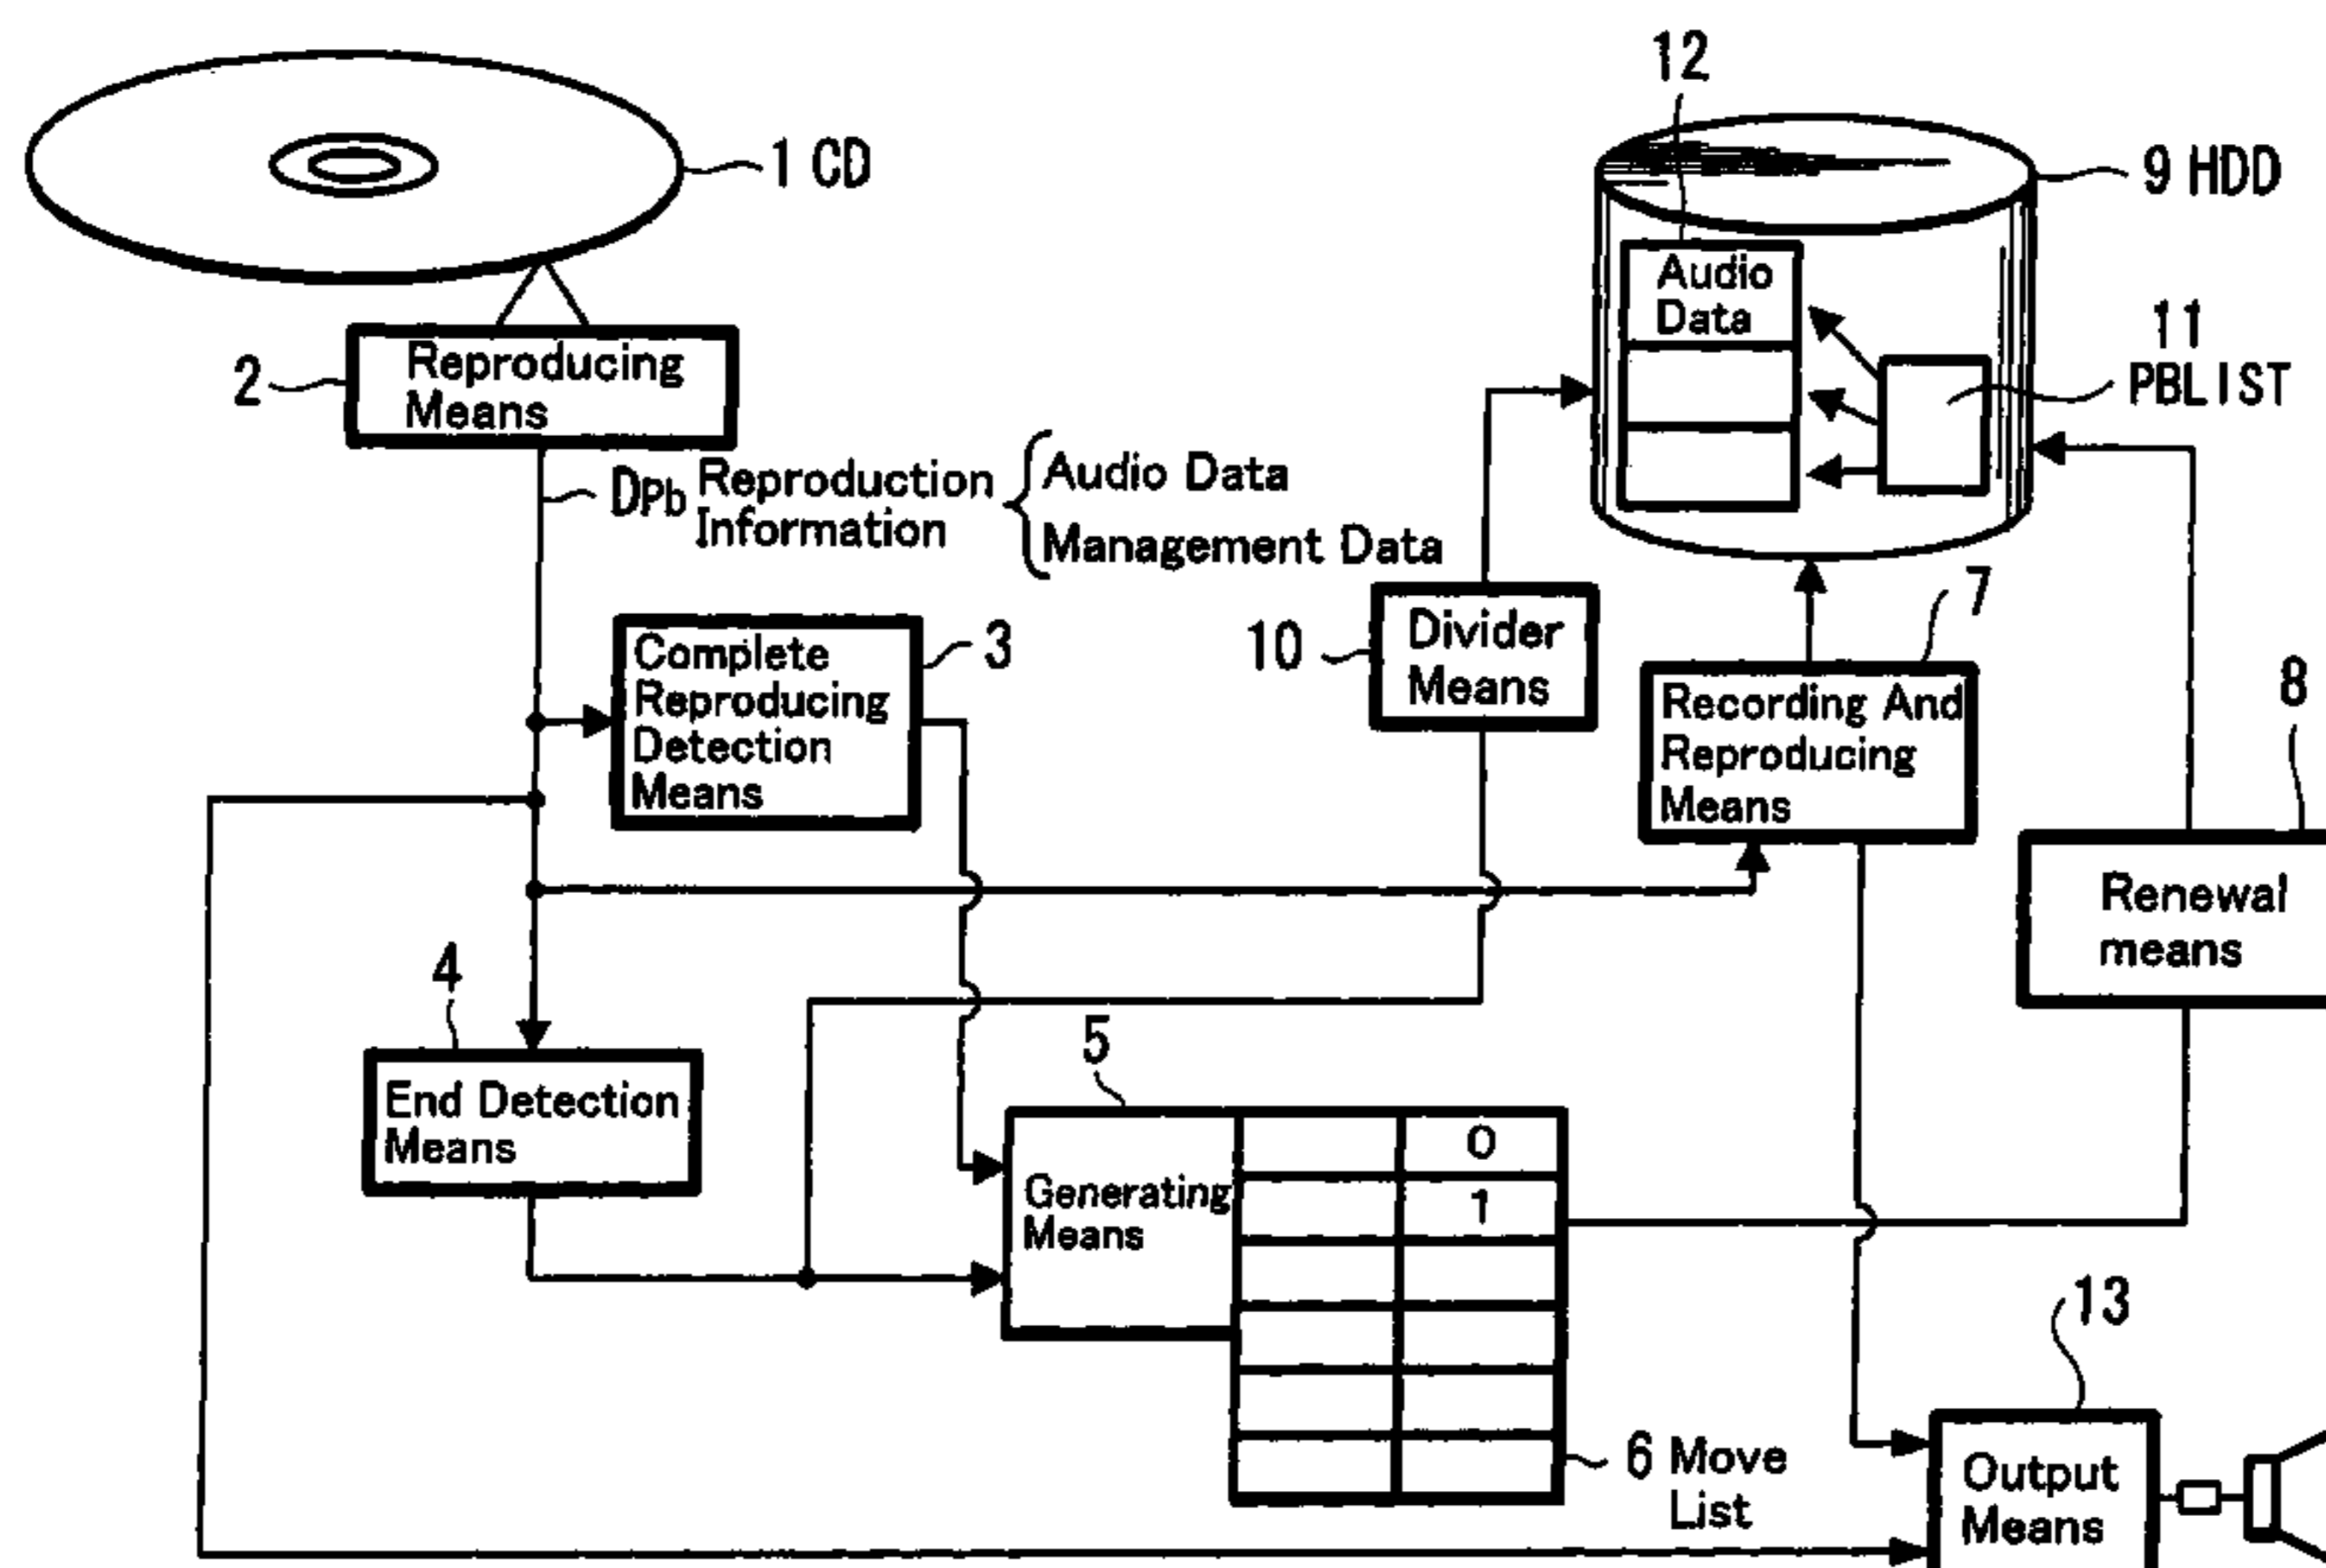 12
1 CD
9 HDD
Audio
Data
11
PBLIST
2
Reproducing
Means
DPb
Reproduction
Information
Audio Data
Management Data
7
10
Divider
Means
3
Complete
Reproducing
Detection
Means
Recording And
Reproducing
Means
8
Renewal
means
4
End Detection
Means
5
Generating
Means
0
1
13
6 Move
List
Output
Means